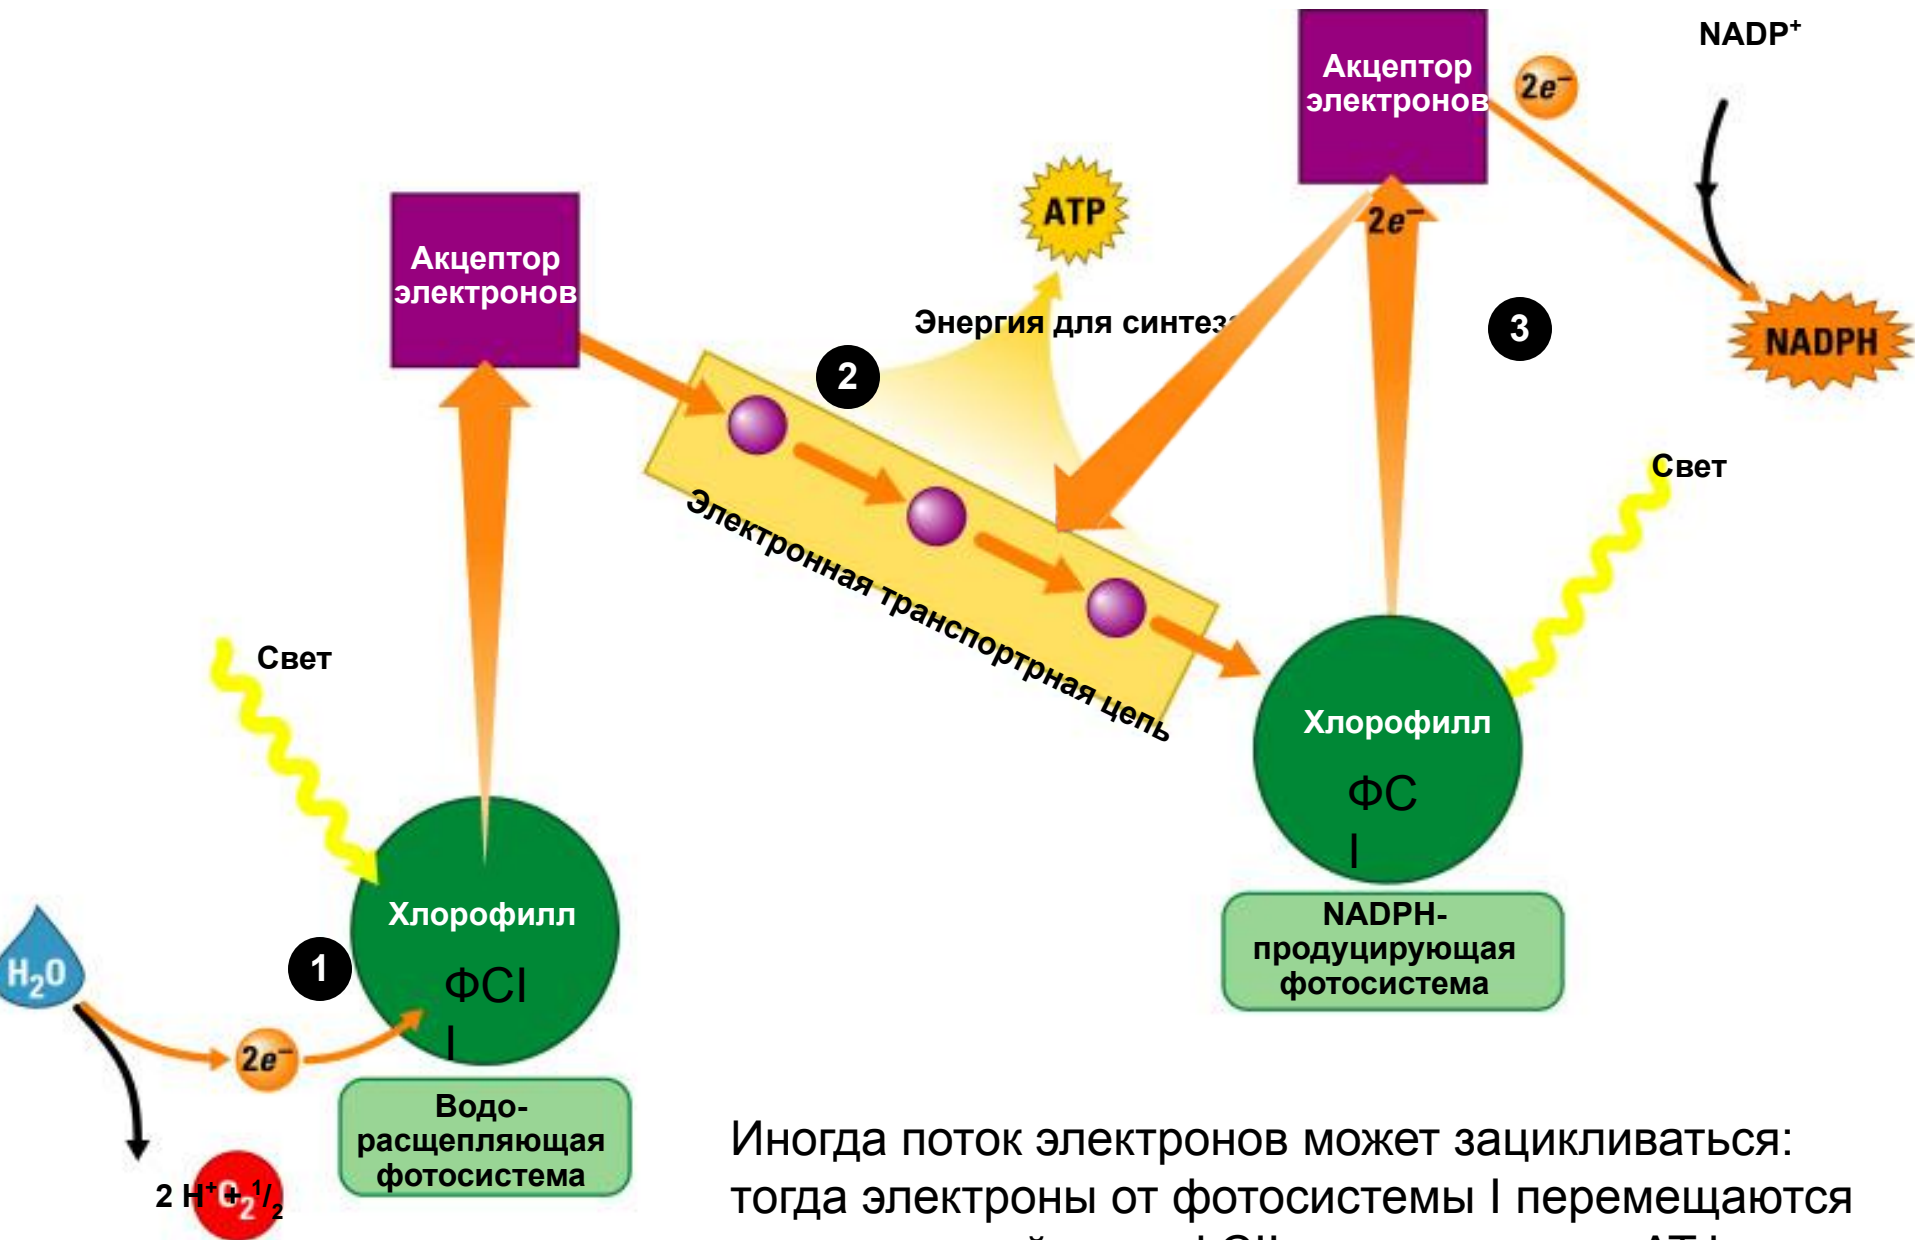 NADP⁺
Акцептор
электронов
2e⁻
ATP
2e⁻
Акцептор
электронов
Энергия для синтеза
3
NADPH
2
Свет
Электронная транспортрная цепь
Свет
Хлорофилл
ФС
I
Хлорофилл
NADPH-
продуцирующая
фотосистема
H₂O
1
ФСI
I
2e⁻
Водо-
расщепляющая
фотосистема
2 H⁺ + ¹/₂
O₂
Иногда поток электронов может зацикливаться:
тогда электроны от фотосистемы I перемещаются